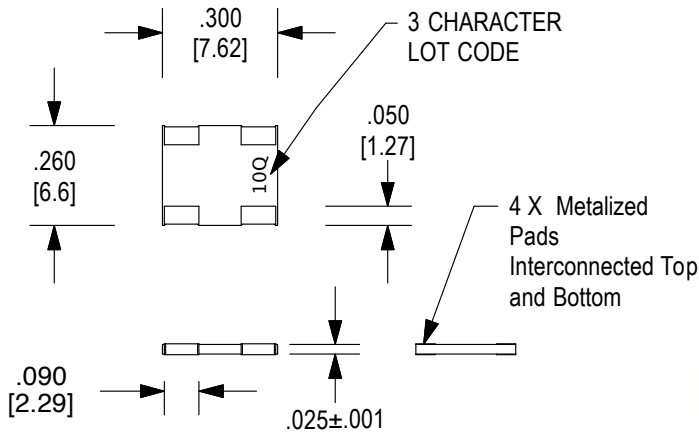 .300
[7.62]
3 CHARACTER
LOT CODE
.050
[1.27]
.260
[6.6]
10Q
4 X Metalized
Pads
Interconnected Top
and Bottom
.090
[2.29]
.025±.001